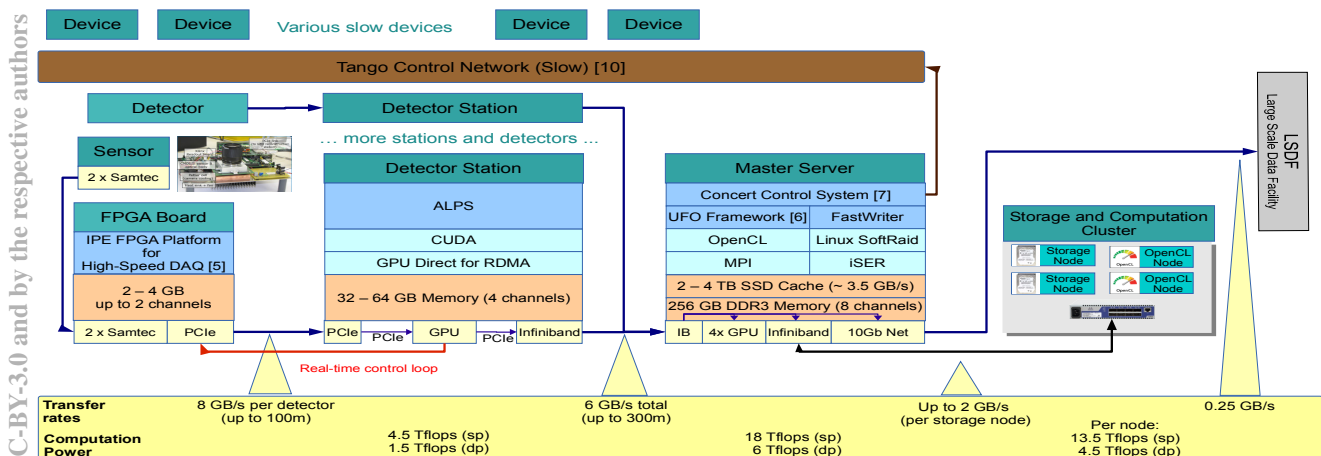 C-BY-3.0 and by the respective authors
Device
Device
Various slow devices
Device
Device
Tango Control Network (Slow) [10]
Detector
Detector Station
... more stations and detectors ...
Sensor
2 x Samtec
FPGA Board
IPE FPGA Platform
for
High-Speed DAQ [5]
2 – 4 GB
up to 2 channels
2 x Samtec
PCIe
Detector Station
ALPS
CUDA
GPU Direct for RDMA
32 – 64 GB Memory (4 channels)
PCIe
PCIe
GPU
PCIe
Infiniband
Real-time control loop
Master Server
Concert Control System [7]
UFO Framework [6]
FastWriter
OpenCL
Linux SoftRaid
MPI
iSER
2 – 4 TB SSD Cache (~ 3.5 GB/s)
256 GB DDR3 Memory (8 channels)
IB
4x GPU
Infiniband
10Gb Net
Storage and Computation
Cluster
Storage
Node
OpenCL
OpenCL
Node
Storage
Node
OpenCL
OpenCL
Node
LSDF
Large Scale Data Facility
Transfer
rates
8 GB/s per detector
(up to 100m)
6 GB/s total
(up to 300m)
Up to 2 GB/s
(per storage node)
0.25 GB/s
Computation
Power
4.5 Tflops (sp)
1.5 Tflops (dp)
18 Tflops (sp)
6 Tflops (dp)
Per node:
13.5 Tflops (sp)
4.5 Tflops (dp)